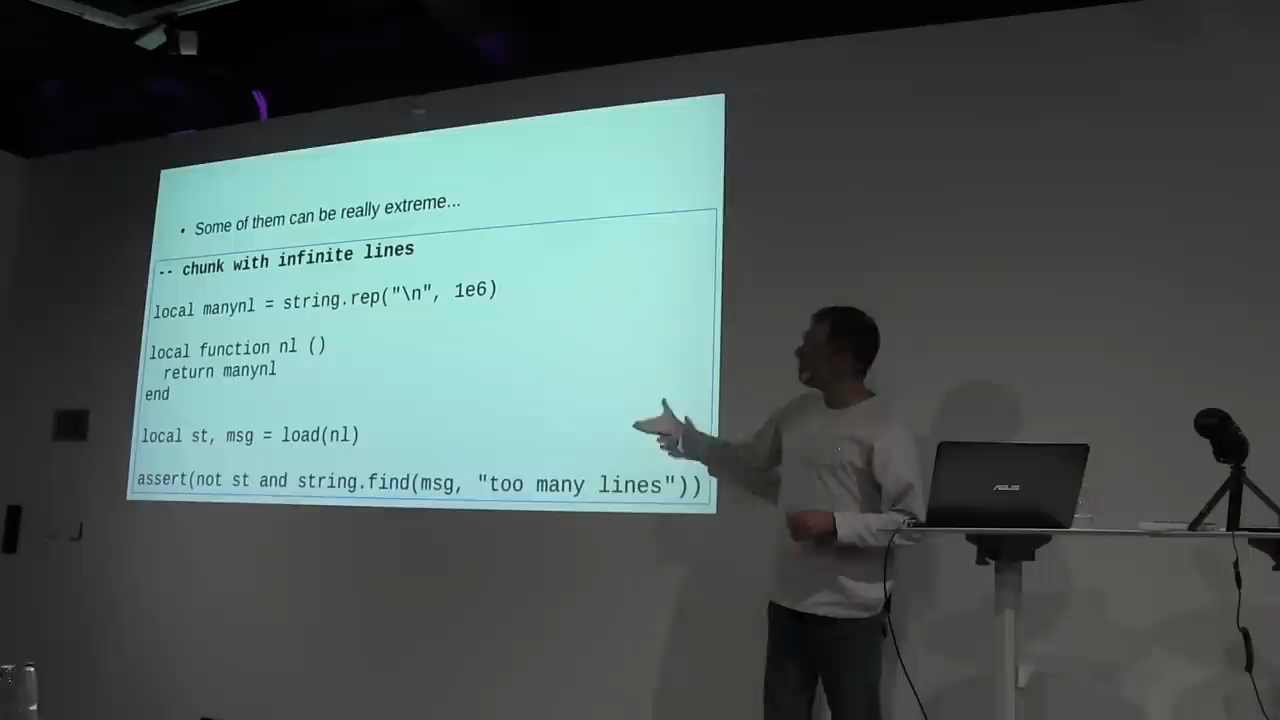 • Some of them can be really extreme...
-- chunk with infinite lines
local manynl = string.rep("\n", 1e6)
local function nl ()
  return manynl
end
local st, msg = load(nl)
assert(not st and string.find(msg, "too many lines"))
ASUS